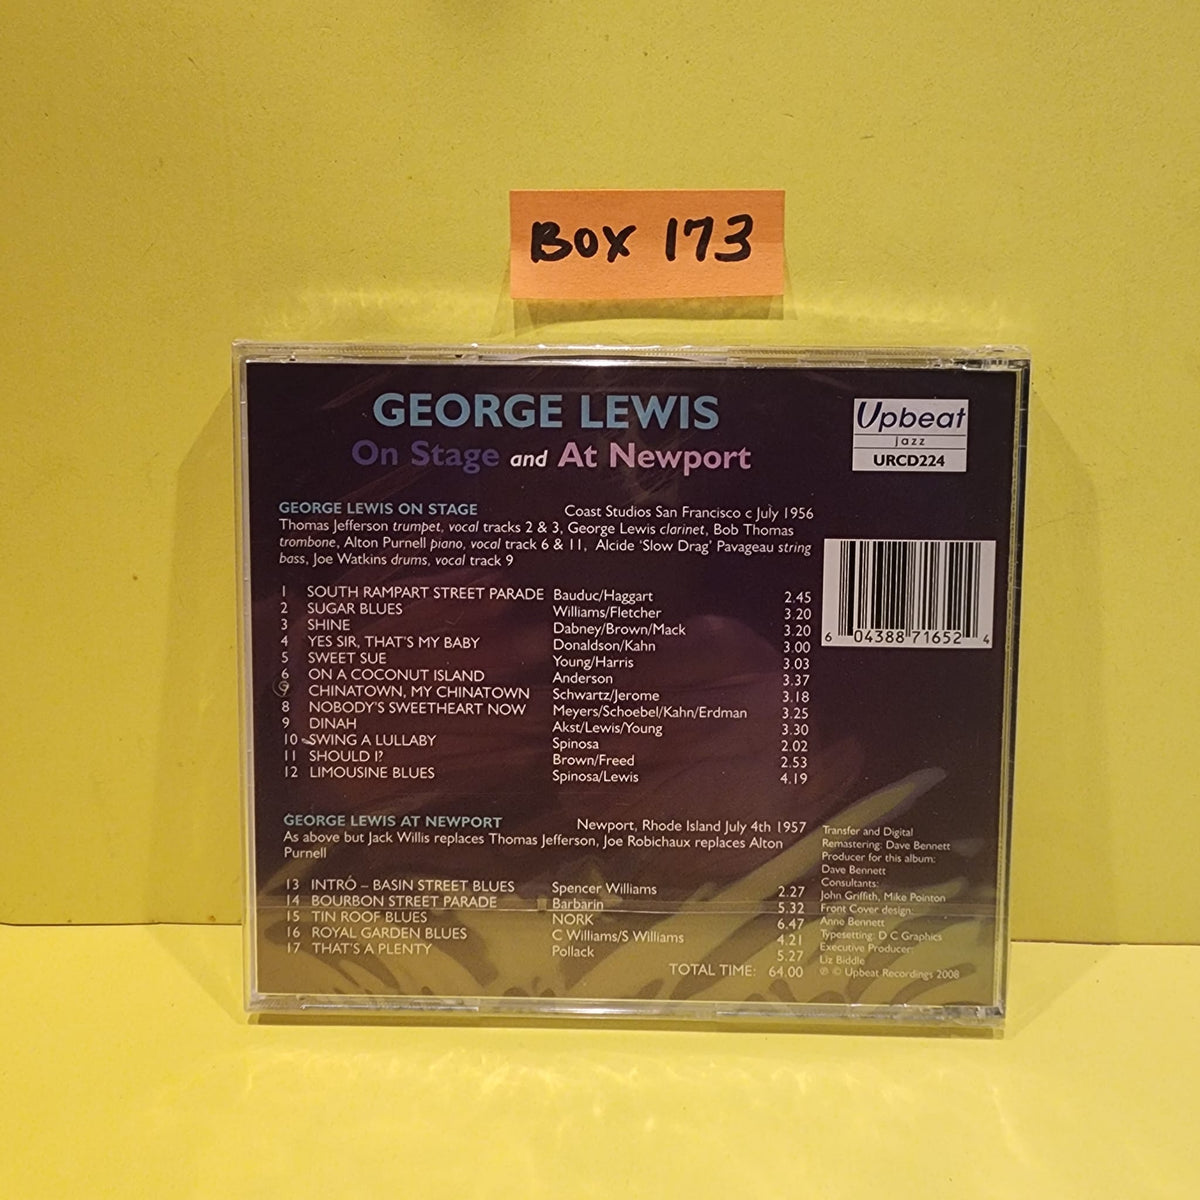 BOX 173
GEORGE LEWIS
On Stage and At Newport
Upbeat
jazz
URCD224
GEORGE LEWIS ON STAGE Coast Studios San Francisco c July 1956
Thomas Jefferson trumpet, vocal tracks 2 & 3, George Lewis clarinet, Bob Thomas
trombone, Alton Purnell piano, vocal track 6 & 11, Alcide 'Slow Drag' Pavageau string
bass, Joe Watkins drums, vocal track 9
1 SOUTH RAMPART STREET PARADE Bauduc/Haggart 2.45
2 SUGAR BLUES Williams/Fletcher 3.20
3 SHINE Dabney/Brown/Mack 3.20
4 YES SIR, THAT'S MY BABY Donaldson/Kahn 3.00
5 SWEET SUE Young/Harris 3.03
6 ON A COCONUT ISLAND Anderson 3.37
7 CHINATOWN, MY CHINATOWN Schwartz/Jerome 3.18
8 NOBODY'S SWEETHEART NOW Meyers/Schoebel/Kahn/Erdman 3.25
9 DINAH Akst/Lewis/Young 3.30
10 SWING A LULLABY Spinosa 2.02
11 SHOULD I? Brown/Freed 2.53
12 LIMOUSINE BLUES Spinosa/Lewis 4.19
6 04388 71652 4
GEORGE LEWIS AT NEWPORT Newport, Rhode Island July 4th 1957
As above but Jack Willis replaces Thomas Jefferson, Joe Robichaux replaces Alton
Purnell
13 INTRO – BASIN STREET BLUES Spencer Williams 2.27
14 BOURBON STREET PARADE Barbarin 5.32
15 TIN ROOF BLUES NORK 6.47
16 ROYAL GARDEN BLUES C Williams/S Williams 4.21
17 THAT'S A PLENTY Pollack 5.27
TOTAL TIME: 64.00
Transfer and Digital
Remastering: Dave Bennett
Producer for this album:
Dave Bennett
Consultants:
John Griffith, Mike Pointon
Front Cover design:
Anne Bennett
Typesetting: D C Graphics
Executive Producer:
Liz Biddle
℗ © Upbeat Recordings 2008